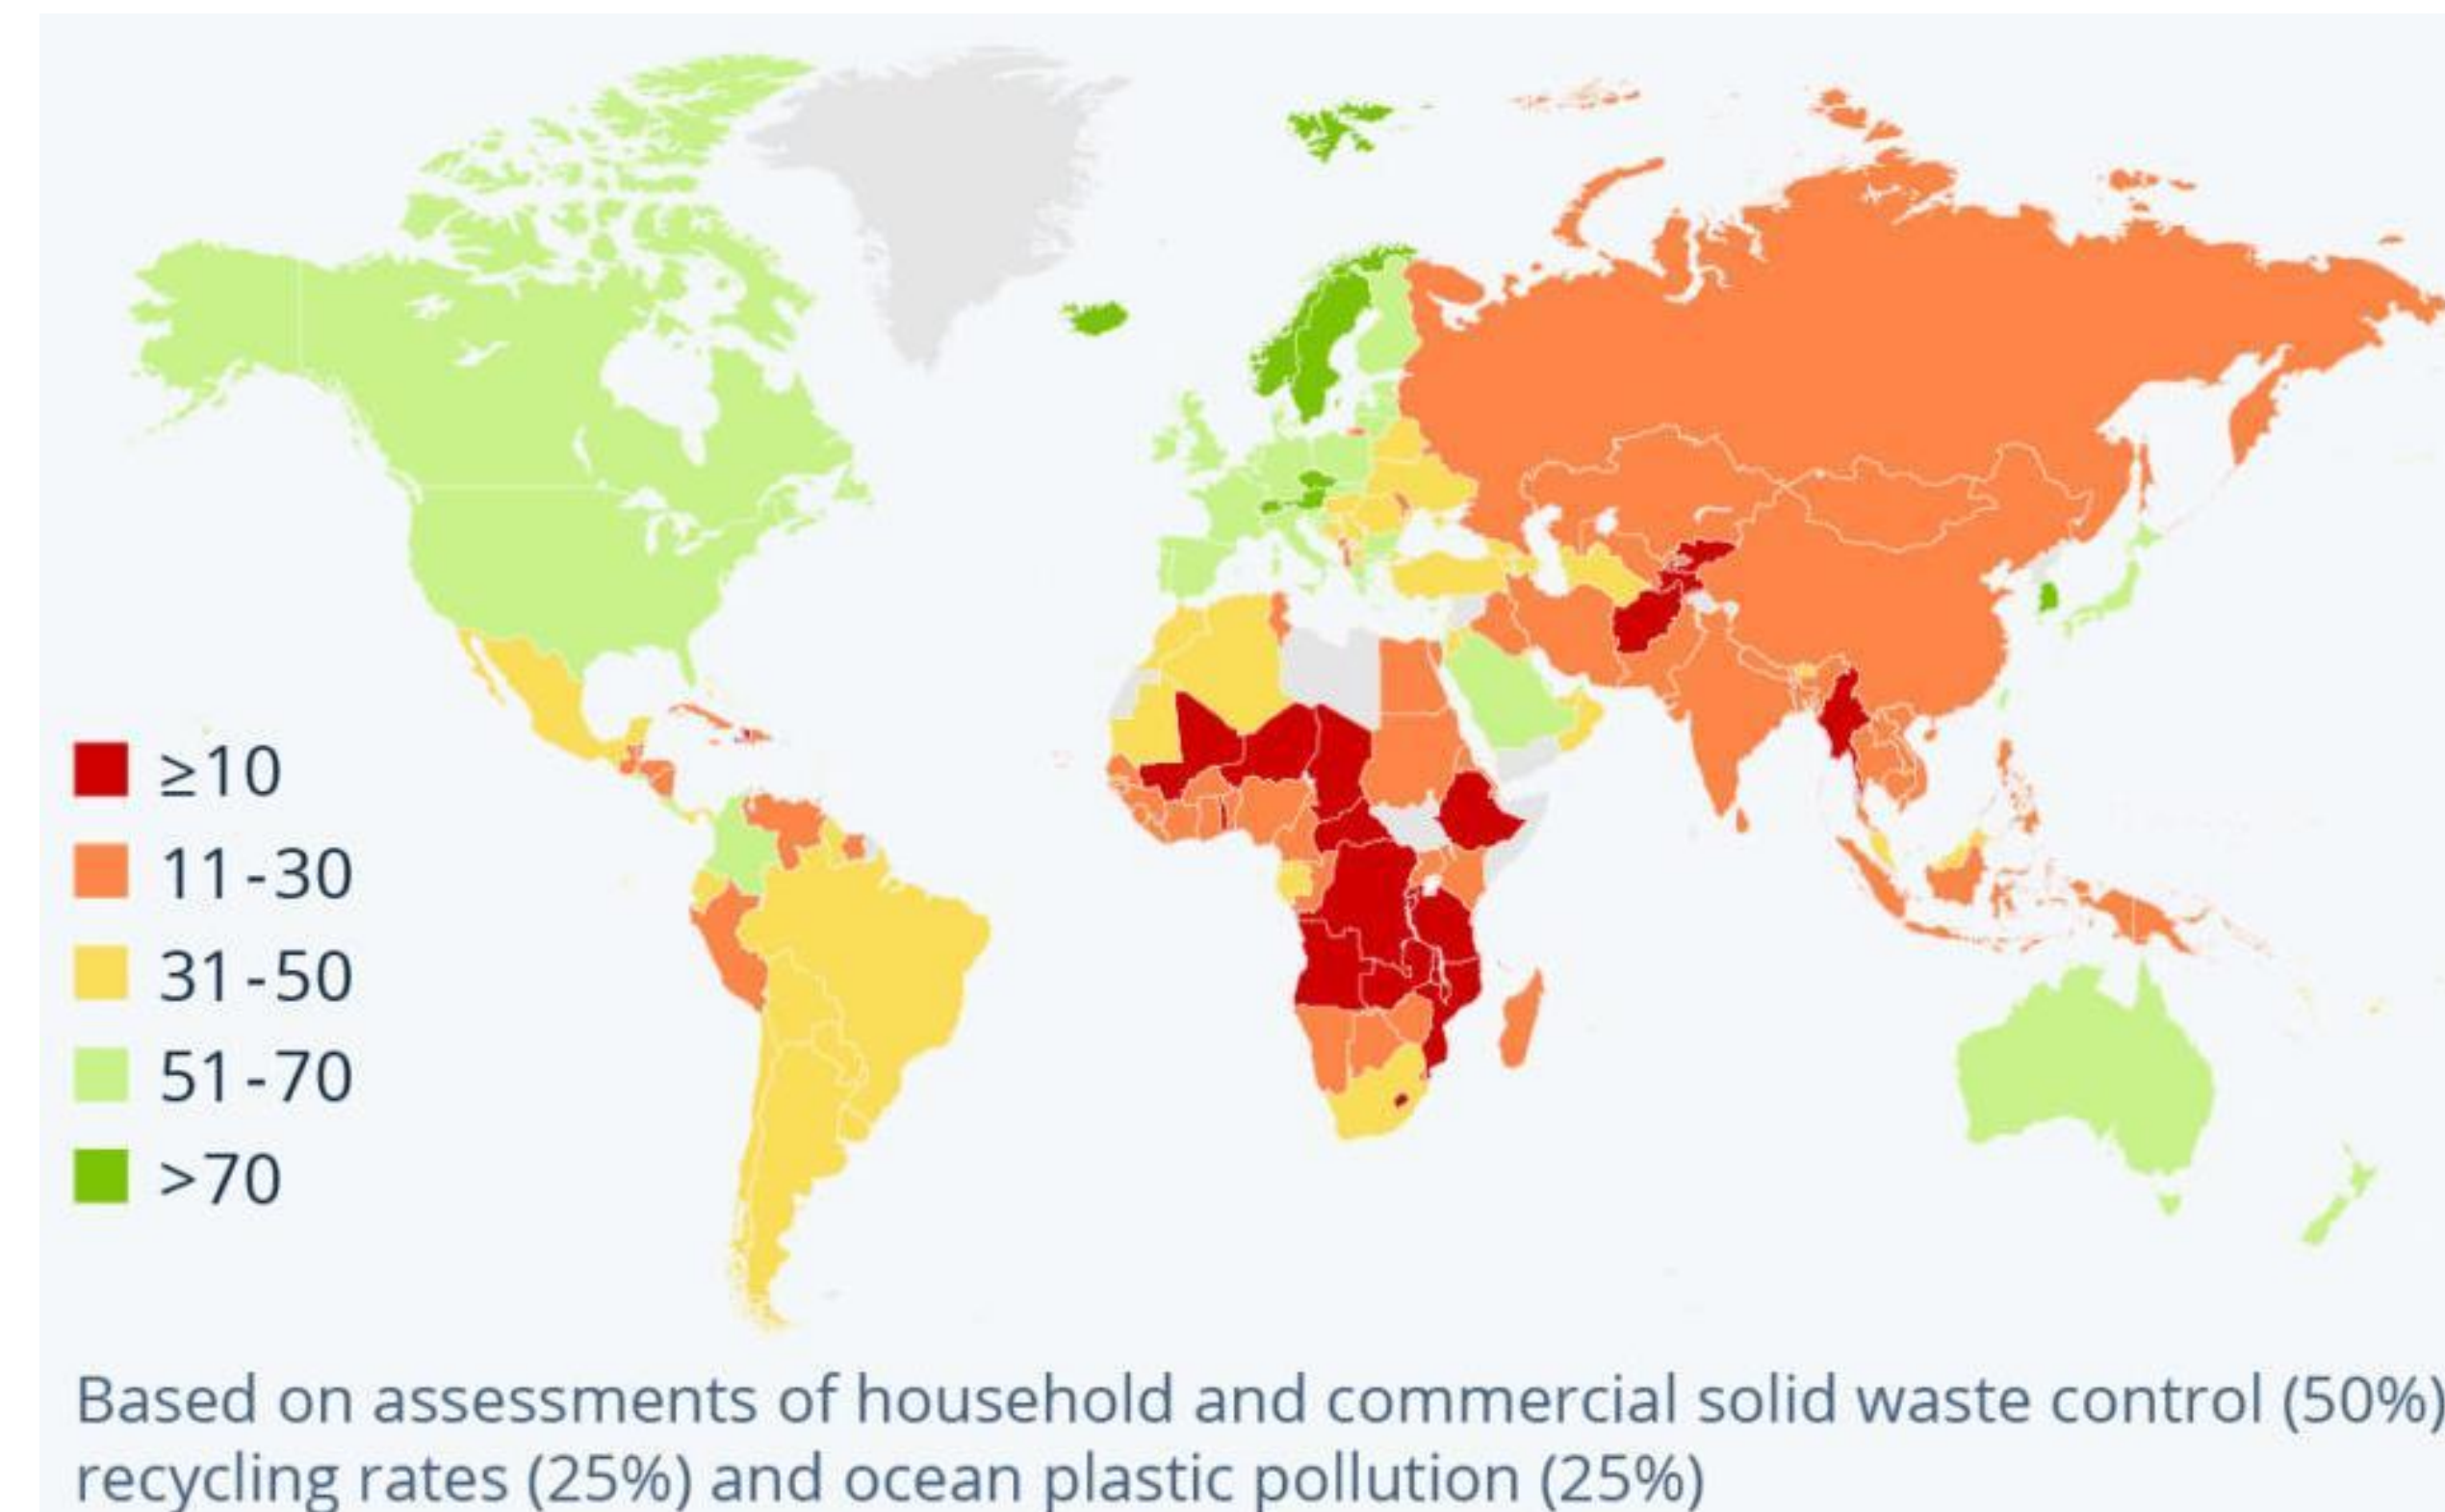 ≥10
11-30
31-50
51-70
>70
Based on assessments of household and commercial solid waste control (50%)
recycling rates (25%) and ocean plastic pollution (25%)